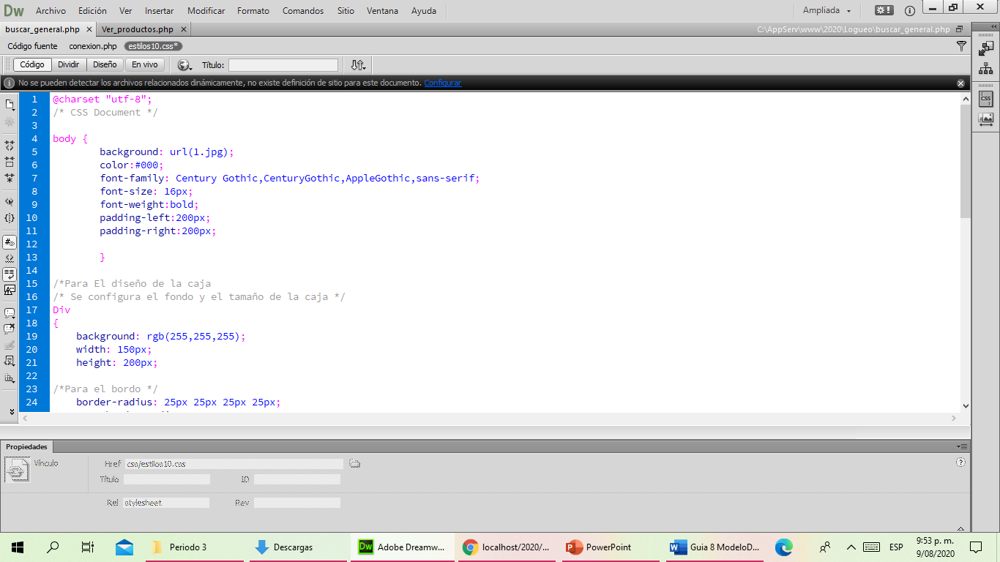 Dw Archivo Edición Ver Insertar Modificar Formato Comandos Sitio Ventana Ayuda Ampliada
buscar_general.php Ver_productos.php C:\AppServ\www\2020\Logueo\buscar_general.php
Código fuente conexion.php estilos10.css*
Código Dividir Diseño En vivo Título:
No se pueden detectar los archivos relacionados dinámicamente, no existe definición de sitio para este documento. Configurar
1 @charset "utf-8";
2 /* CSS Document */
3
4 body {
5 background: url(1.jpg);
6 color:#000;
7 font-family: Century Gothic,CenturyGothic,AppleGothic,sans-serif;
8 font-size: 16px;
9 font-weight:bold;
10 padding-left:200px;
11 padding-right:200px;
12
13 }
14
15 /*Para El diseño de la caja
16 /* Se configura el fondo y el tamaño de la caja */
17 Div
18 {
19 background: rgb(255,255,255);
20 width: 150px;
21 height: 200px;
22
23 /*Para el bordo */
24 border-radius: 25px 25px 25px 25px;
Propiedades
Vínculo Href css/estilos10.css
Título ID
Rel stylesheet Rev
Periodo 3 Descargas Dw Adobe Dreamw... localhost/2020/... PowerPoint Guia 8 ModeloD... ESP 9:53 p. m.
9/08/2020